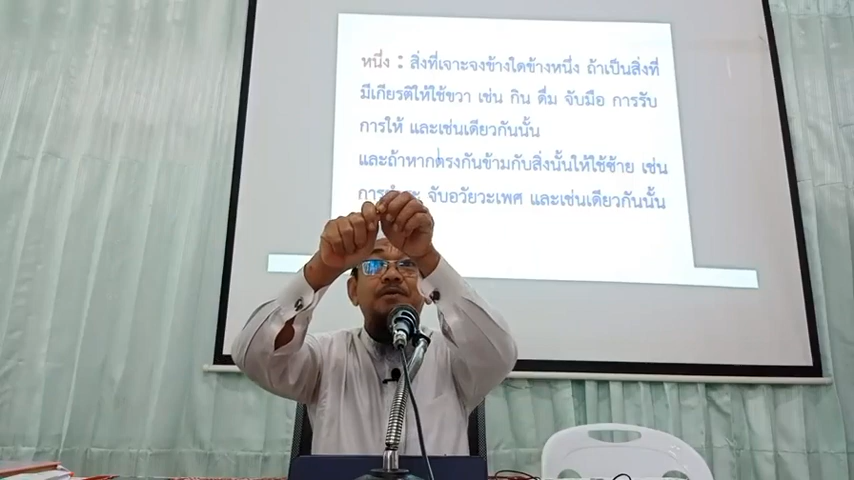 หนึ่ง : สิ่งที่เจาะจงข้างใดข้างหนึ่ง ถ้าเป็นสิ่งที่
มีเกียรติให้ใช้ขวา เช่น กิน ดื่ม จับมือ การรับ
การให้ และเช่นเดียวกันนั้น
และถ้าหากตรงกันข้ามกับสิ่งนั้นให้ใช้ซ้าย เช่น
จับอวัยวะเพศ และเช่นเดียวกันนั้น